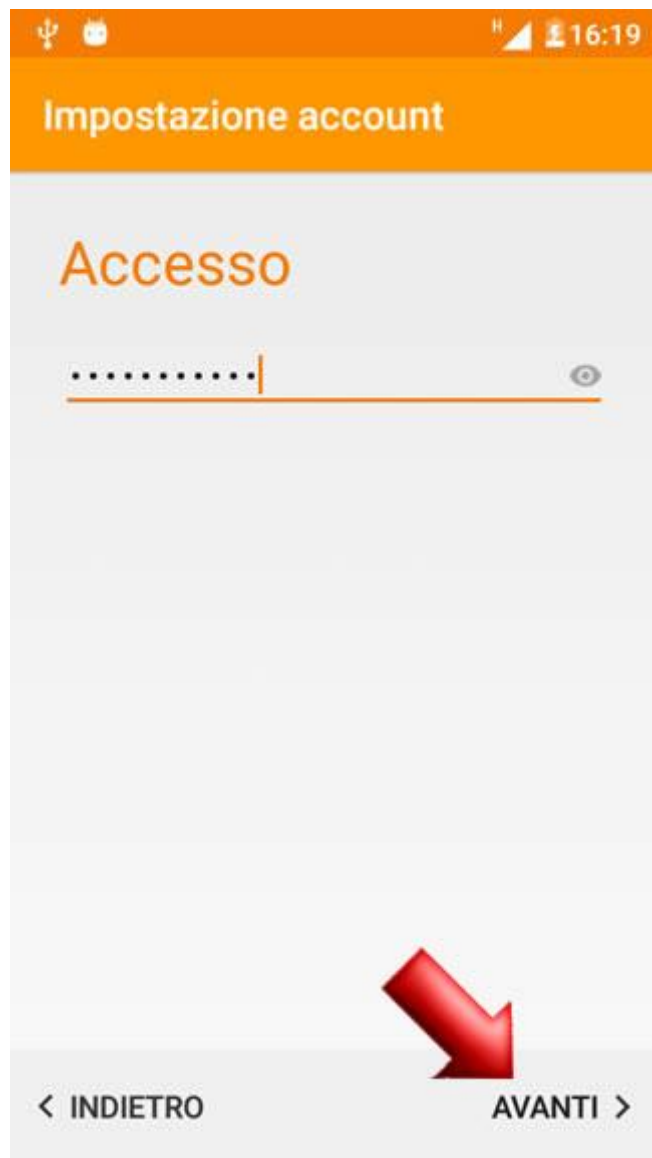 H 16:19
Impostazione account
Accesso
•••••••••••
INDIETRO
AVANTI